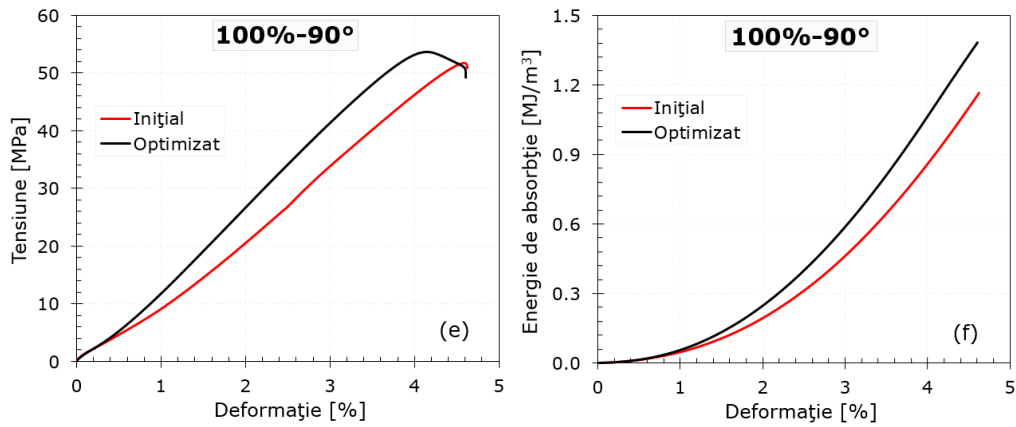 100%-90°
Tensiune [MPa]
60
50
40
30
20
10
0
Iniţial
Optimizat
(e)
0 1 2 3 4 5
Deformaţie [%]
100%-90°
Energie de absorbţie [MJ/m³]
1.5
1.2
0.9
0.6
0.3
0.0
Iniţial
Optimizat
(f)
0 1 2 3 4 5
Deformaţie [%]